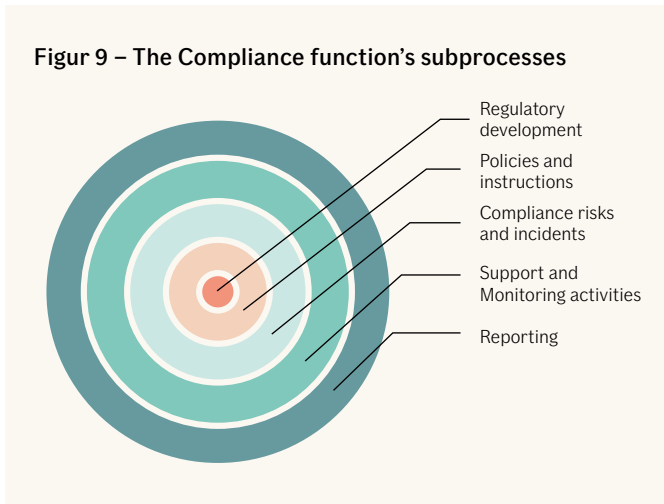 Figur 9 – The Compliance function’s subprocesses
Regulatory
development
Policies and
instructions
Compliance risks
and incidents
Support and
Monitoring activities
Reporting